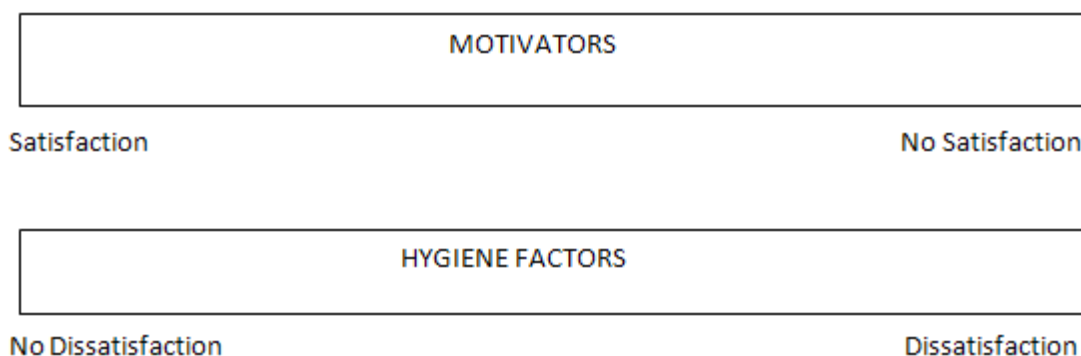 MOTIVATORS
Satisfaction No Satisfaction
HYGIENE FACTORS
No Dissatisfaction Dissatisfaction